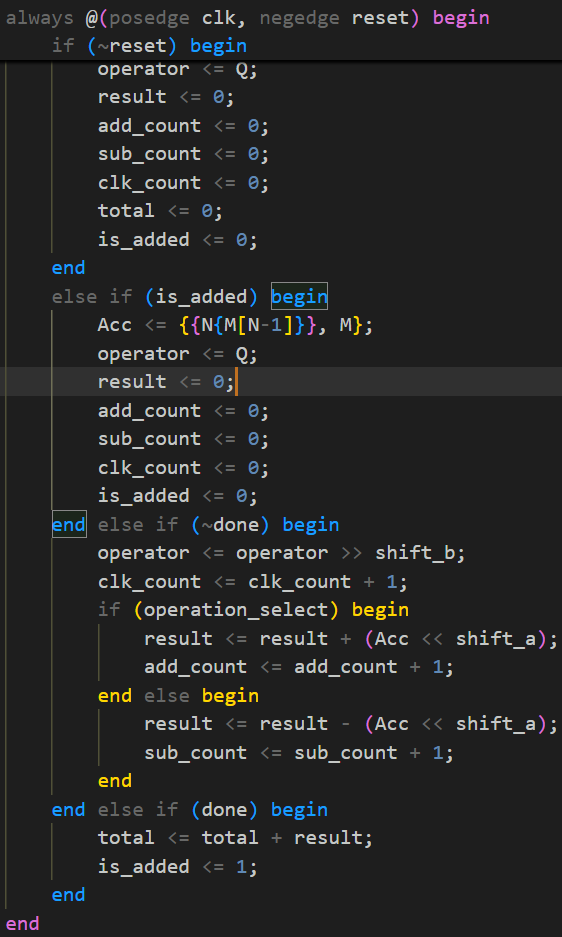 always @(posedge clk, negedge reset) begin
    if (~reset) begin
        operator <= Q;
        result <= 0;
        add_count <= 0;
        sub_count <= 0;
        clk_count <= 0;
        total <= 0;
        is_added <= 0;
    end
    else if (is_added) begin
        Acc <= {{N{M[N-1]}}, M};
        operator <= Q;
        result <= 0;
        add_count <= 0;
        sub_count <= 0;
        clk_count <= 0;
        is_added <= 0;
    end else if (~done) begin
        operator <= operator >> shift_b;
        clk_count <= clk_count + 1;
        if (operation_select) begin
            result <= result + (Acc << shift_a);
            add_count <= add_count + 1;
        end else begin
            result <= result - (Acc << shift_a);
            sub_count <= sub_count + 1;
        end
    end else if (done) begin
        total <= total + result;
        is_added <= 1;
    end
end